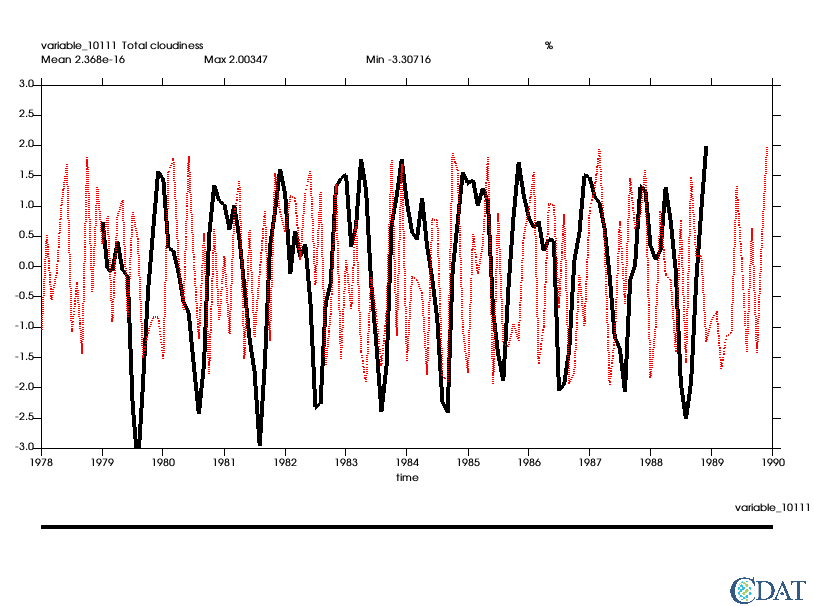 variable_10111 Total cloudiness %
Mean 2.368e-16 Max 2.00347 Min -3.30716
3.0
2.5
2.0
1.5
1.0
0.5
0.0
-0.5
-1.0
-1.5
-2.0
-2.5
-3.0
1978 1979 1980 1981 1982 1983 1984 1985 1986 1987 1988 1989 1990
time
variable_10111
CDAT